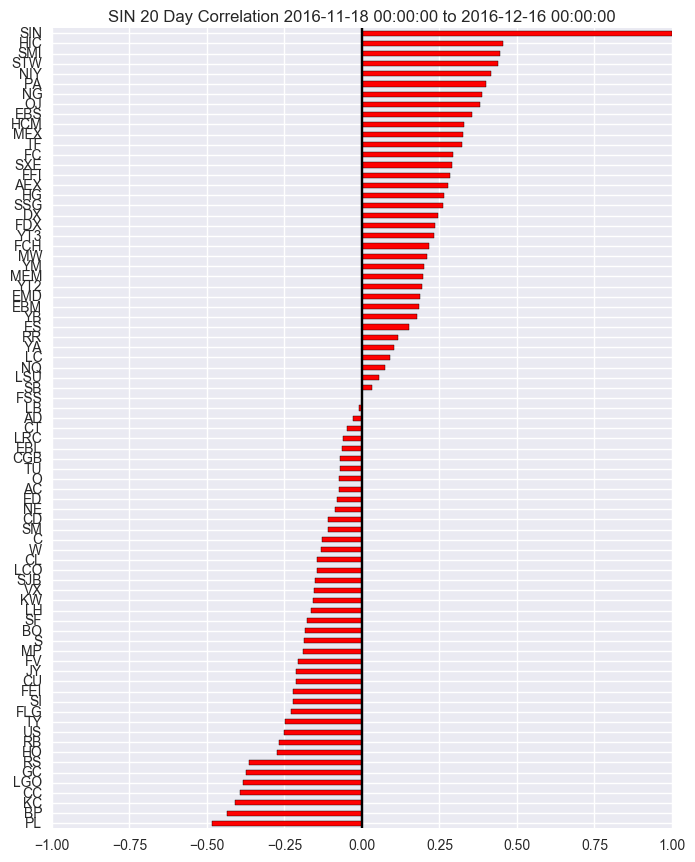 SIN 20 Day Correlation 2016-11-18 00:00:00 to 2016-12-16 00:00:00
SIN
HIC
SMI
STW
NIY
PA
NG
OJ
EBS
HCM
MFX
TF
FC
SXE
EFI
AEX
HG
SSG
DX
FDX
YT3
FCH
MW
YM
MEM
YT2
EMD
EBM
YB
ES
RR
YA
LC
NQ
LSU
SB
FSS
LB
AD
CT
LRC
EBL
CGB
TU
O
AC
ED
NE
CD
SM
C
W
CL
LCO
SJB
VX
KW
LH
SF
BO
S
MP
FV
JY
CU
FEI
SI
FLG
TY
US
RB
HO
RS
GC
LGO
CC
KC
BP
PL
−1.00 −0.75 −0.50 −0.25 0.00 0.25 0.50 0.75 1.00